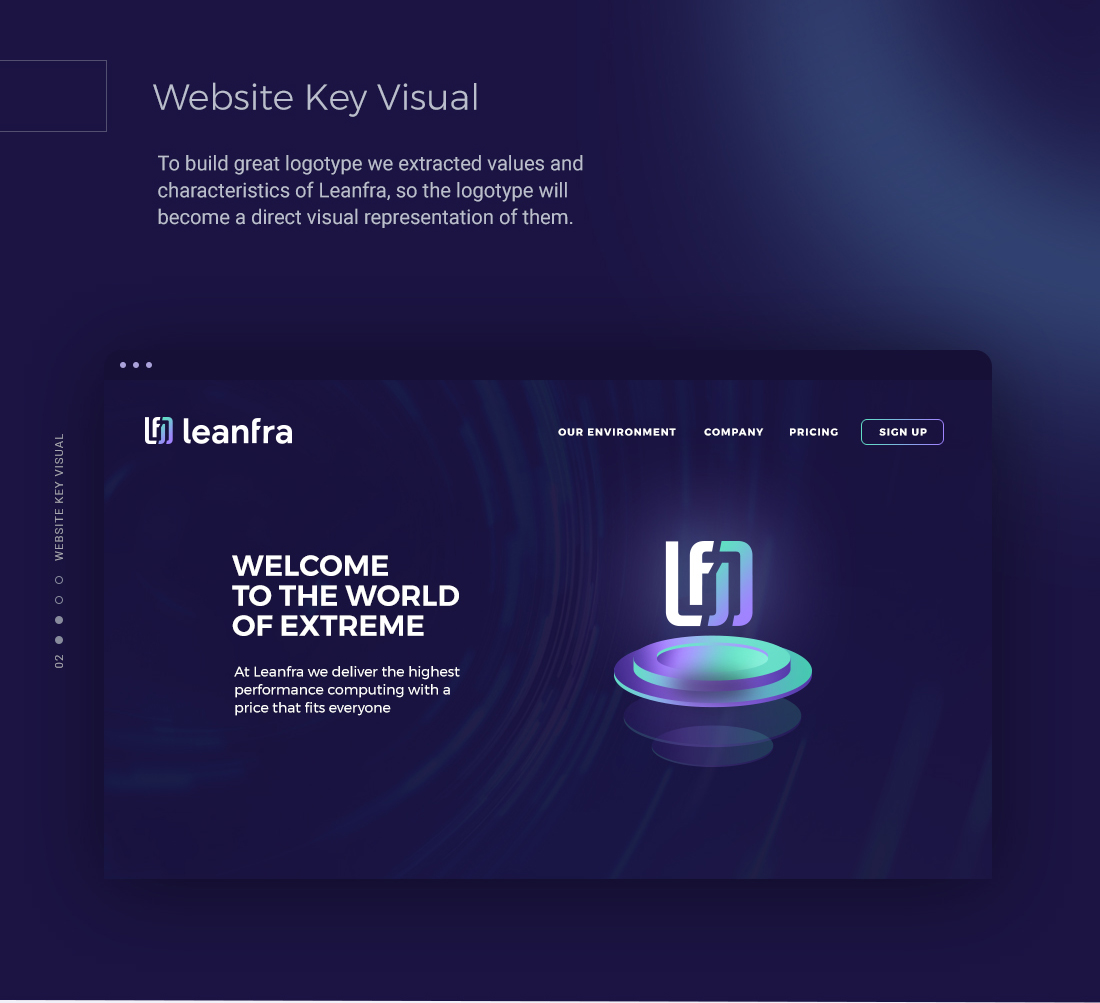 Website Key Visual
To build great logotype we extracted values and
characteristics of Leanfra, so the logotype will
become a direct visual representation of them.
02 WEBSITE KEY VISUAL
leanfra
OUR ENVIRONMENT COMPANY PRICING SIGN UP
WELCOME
TO THE WORLD
OF EXTREME
At Leanfra we deliver the highest
performance computing with a
price that fits everyone